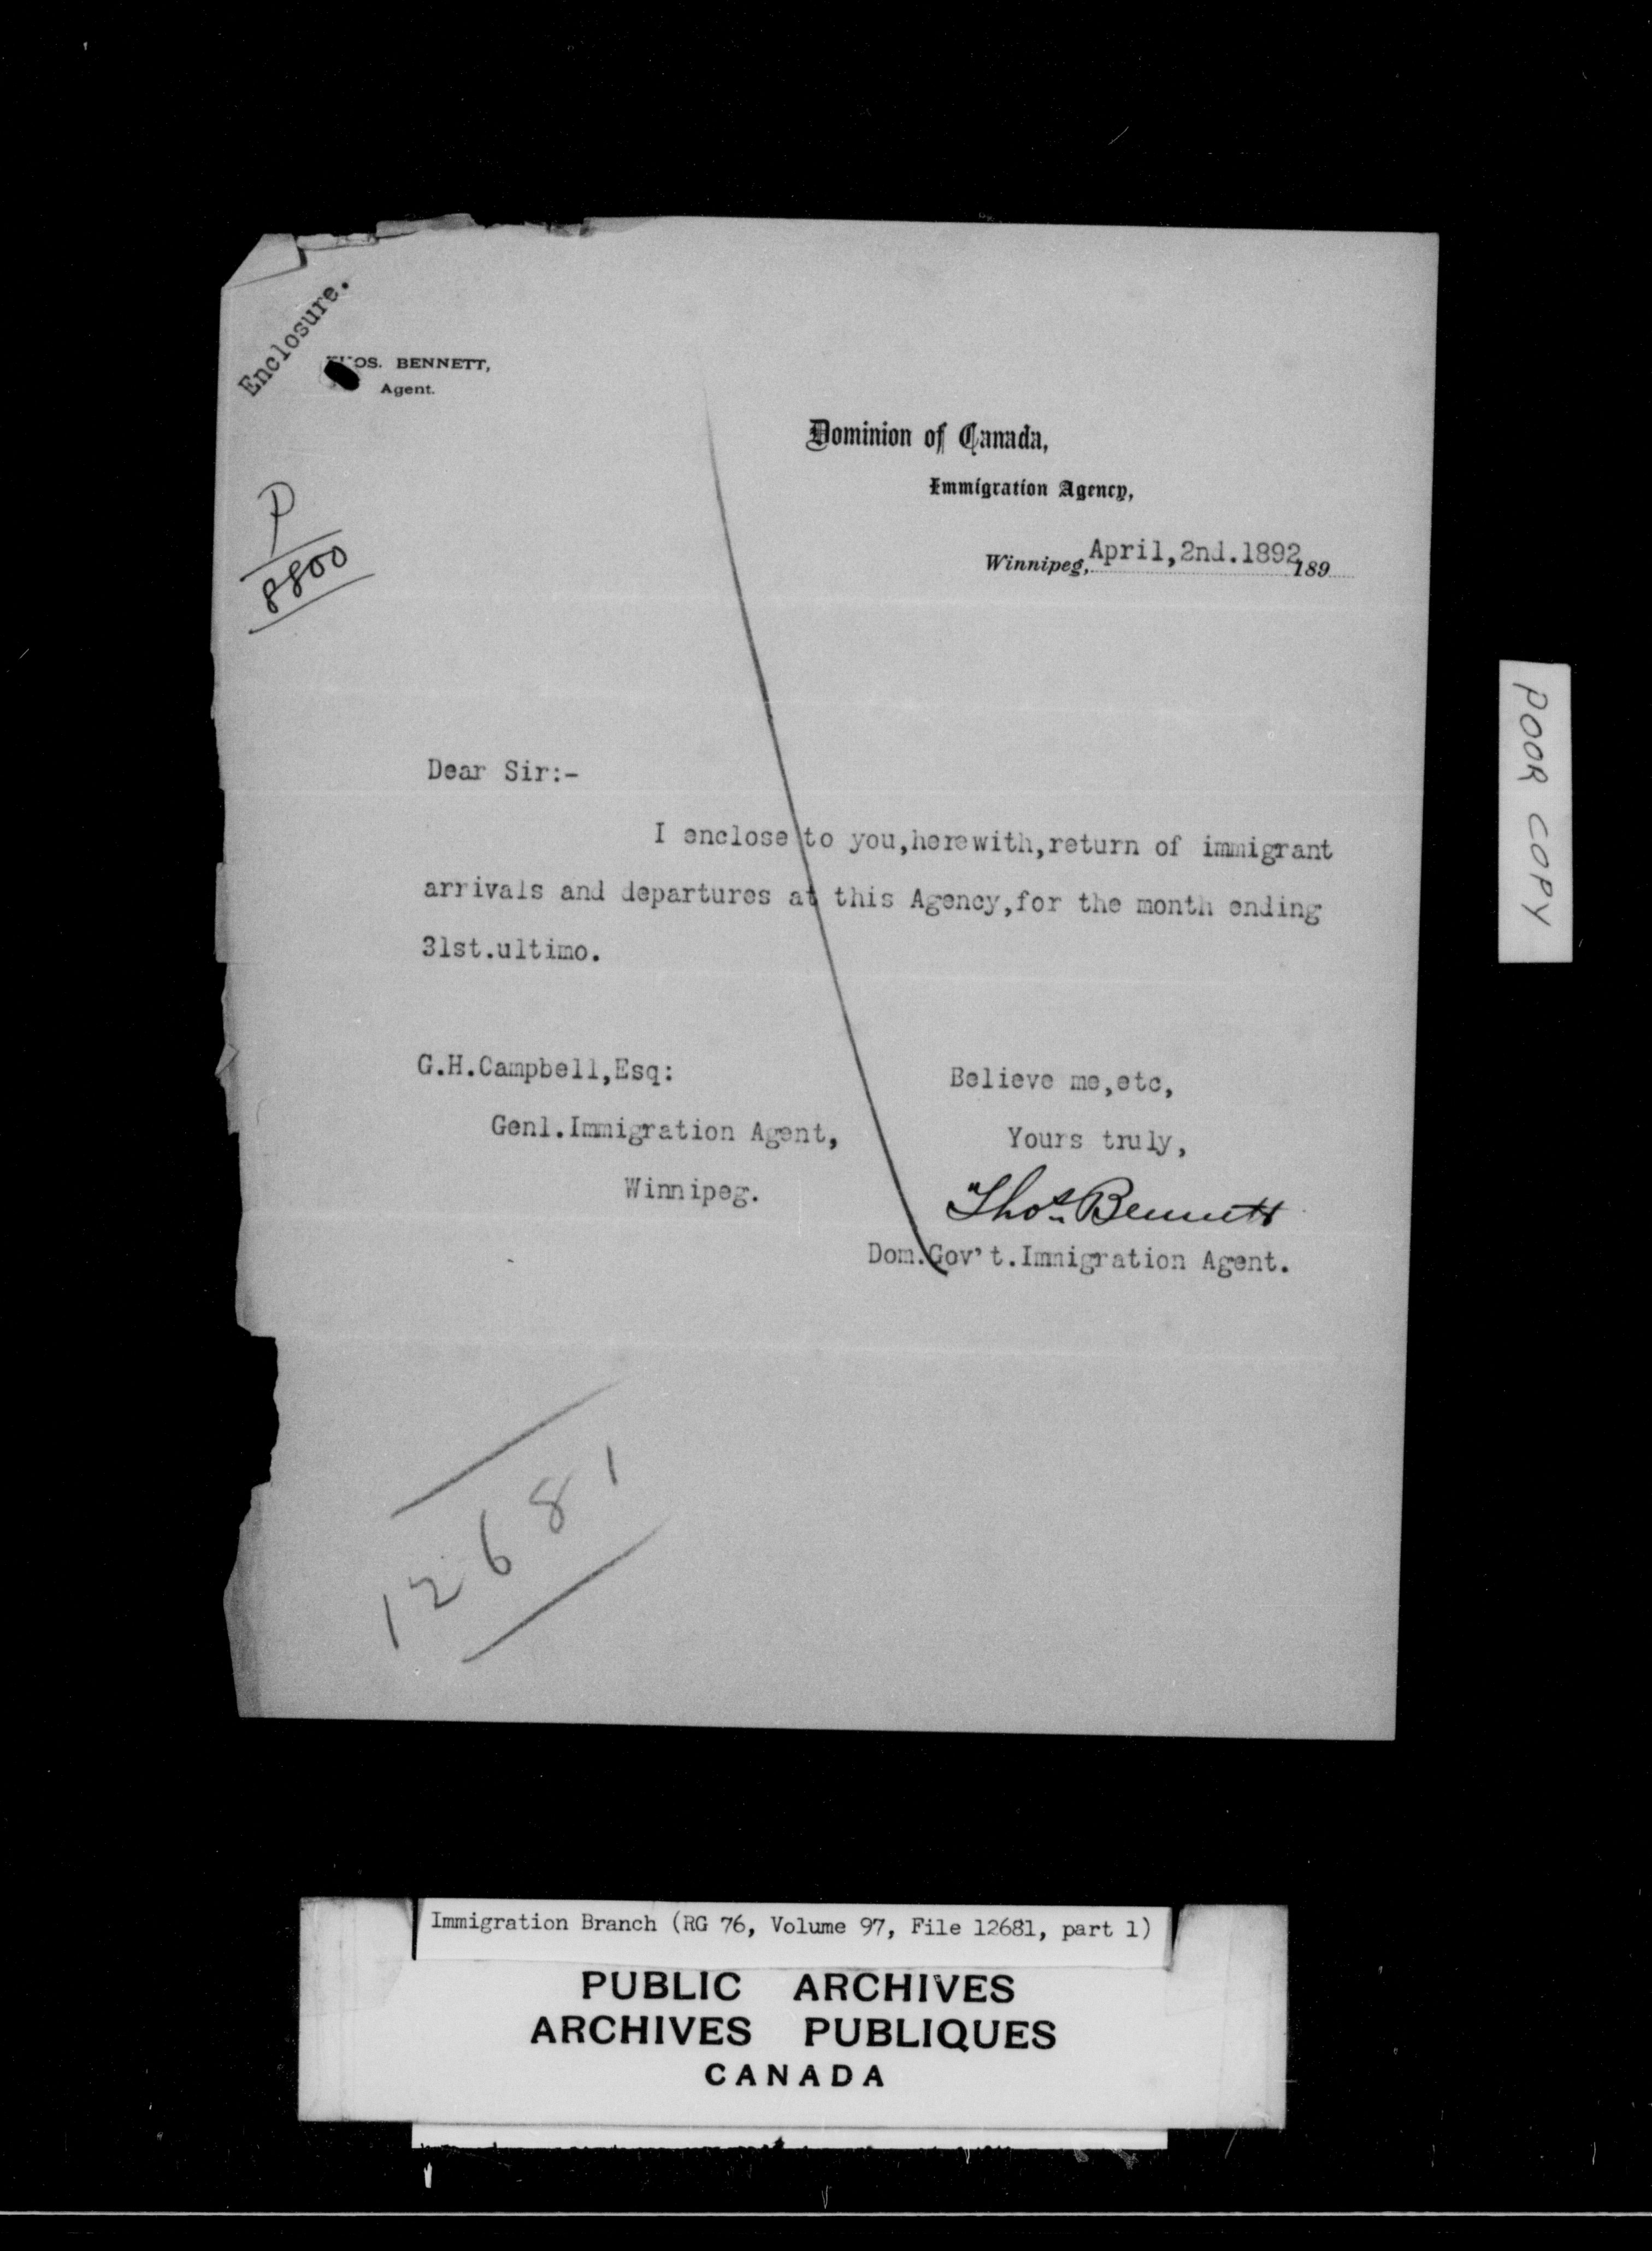 Enclosure.
THOS. BENNETT,
Agent.
Dominion of Canada,
Immigration Agency,
Winnipeg, April, 2nd. 1892 189
P
8800
Dear Sir:-
I enclose to you, herewith, return of immigrant
arrivals and departures at this Agency, for the month ending
31st. ultimo.
G.H. Campbell, Esq:
Genl. Immigration Agent,
Winnipeg.
Believe me, etc,
Yours truly,
Thos. Bennett
Dom. Gov't. Immigration Agent.
12681
POOR COPY
Immigration Branch (RG 76, Volume 97, File 12681, part 1)
PUBLIC ARCHIVES
ARCHIVES PUBLIQUES
CANADA